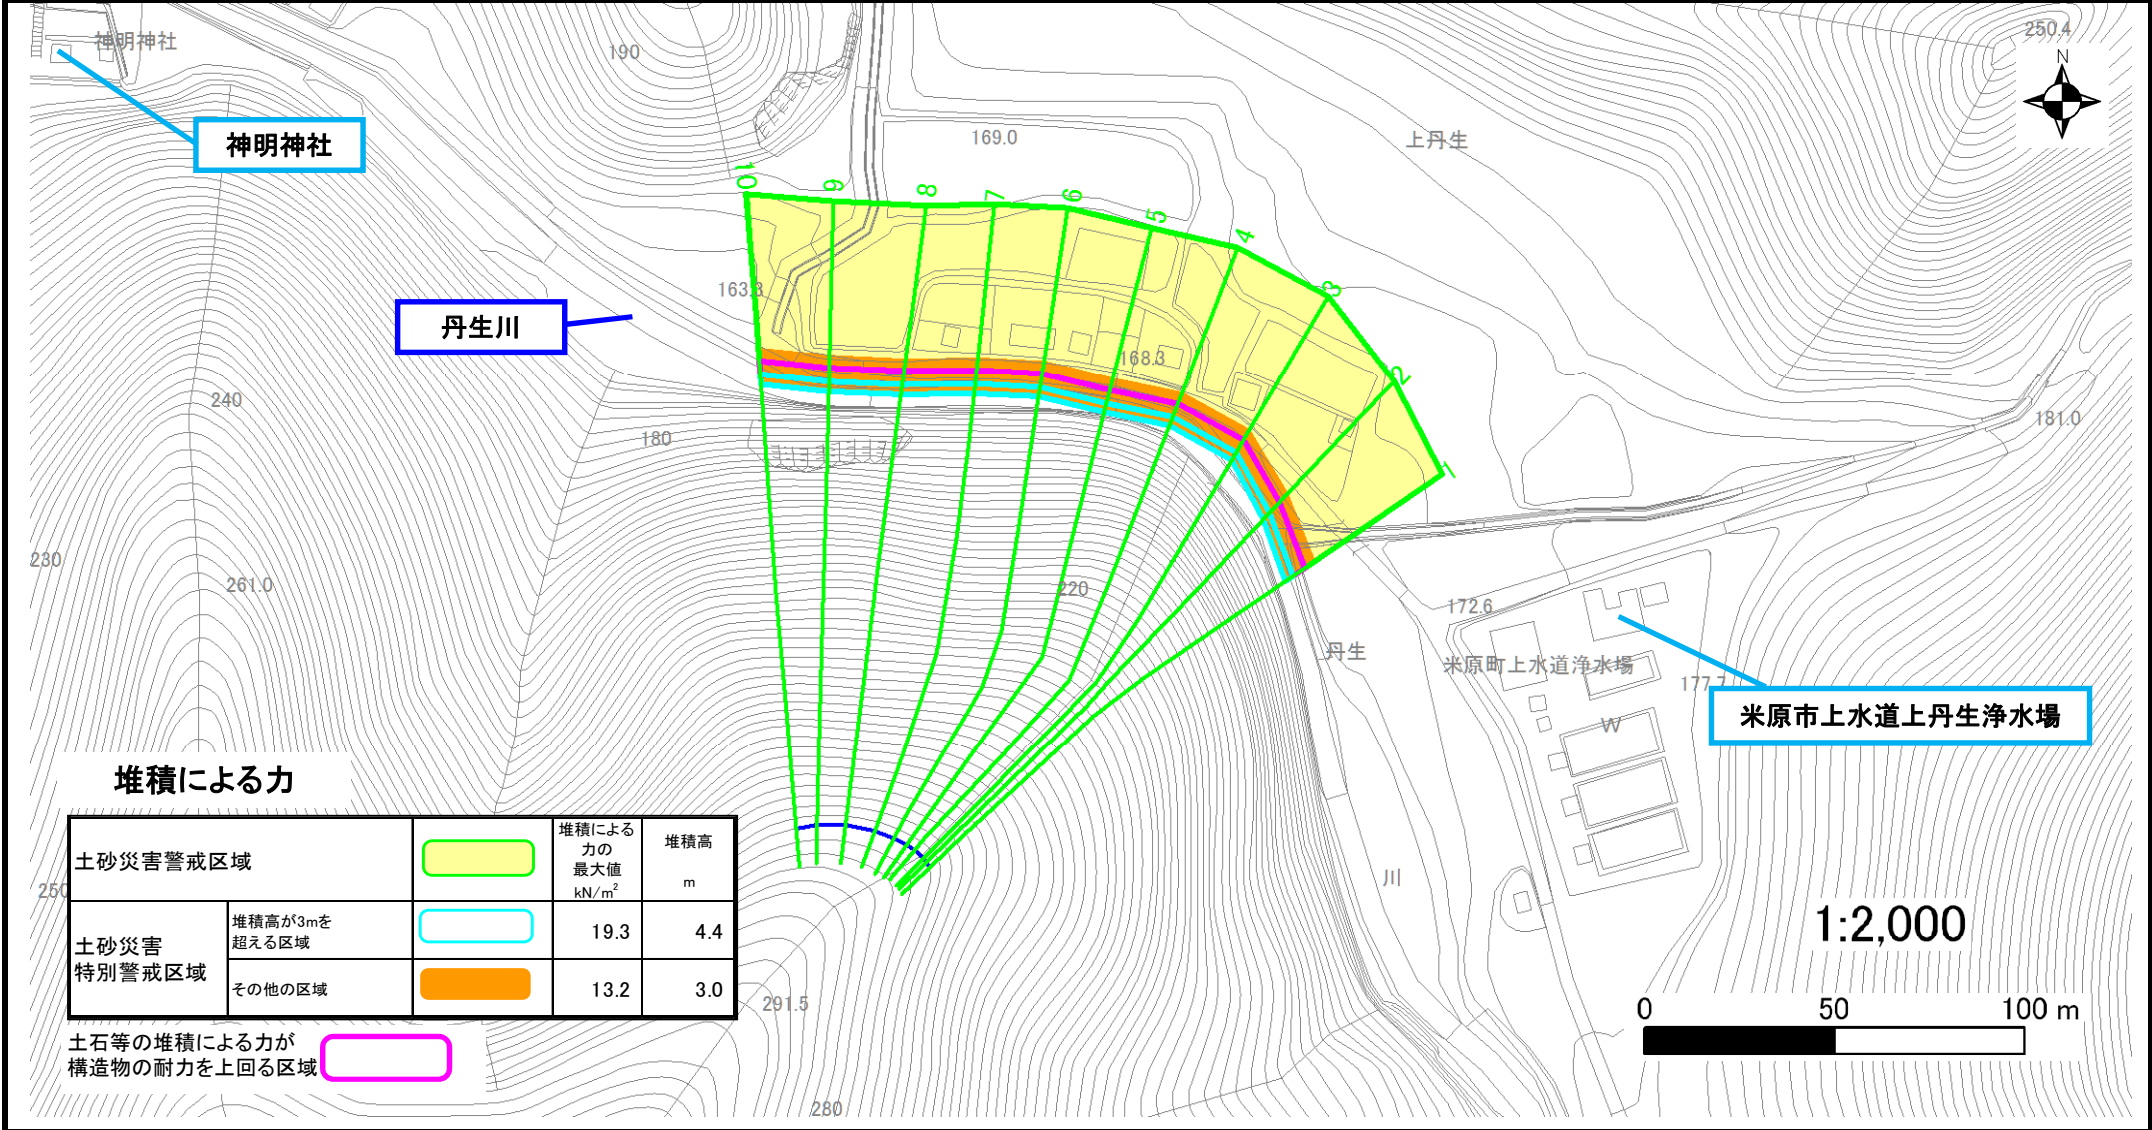 神明神社
190
250.4
N
神明神社
169.0
上丹生
10
9
8
7
6
5
4
3
2
1
163.3
丹生川
168.3
240
180
181.0
230
261.0
220
172.6
丹生
米原町上水道浄水場
177.7
米原市上水道上丹生浄水場
W
川
堆積による力
堆積による
力の
最大値
kN/m²
堆積高
m
土砂災害警戒区域
250
土砂災害
特別警戒区域
堆積高が3mを
超える区域
19.3
4.4
その他の区域
13.2
3.0
土石等の堆積による力が
構造物の耐力を上回る区域
291.5
280
1:2,000
0
50
100 m